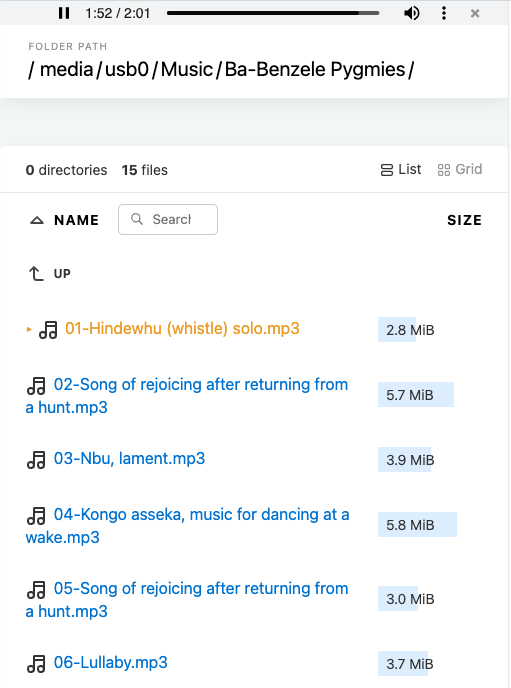 1:52 / 2:01
FOLDER PATH
/ media/usb0/Music/Ba-Benzele Pygmies/
0 directories 15 files
List
Grid
NAME
Search
SIZE
UP
01-Hindewhu (whistle) solo.mp3
2.8 MiB
02-Song of rejoicing after returning from
a hunt.mp3
5.7 MiB
03-Nbu, lament.mp3
3.9 MiB
04-Kongo asseka, music for dancing at a
wake.mp3
5.8 MiB
05-Song of rejoicing after returning from
a hunt.mp3
3.0 MiB
06-Lullaby.mp3
3.7 MiB